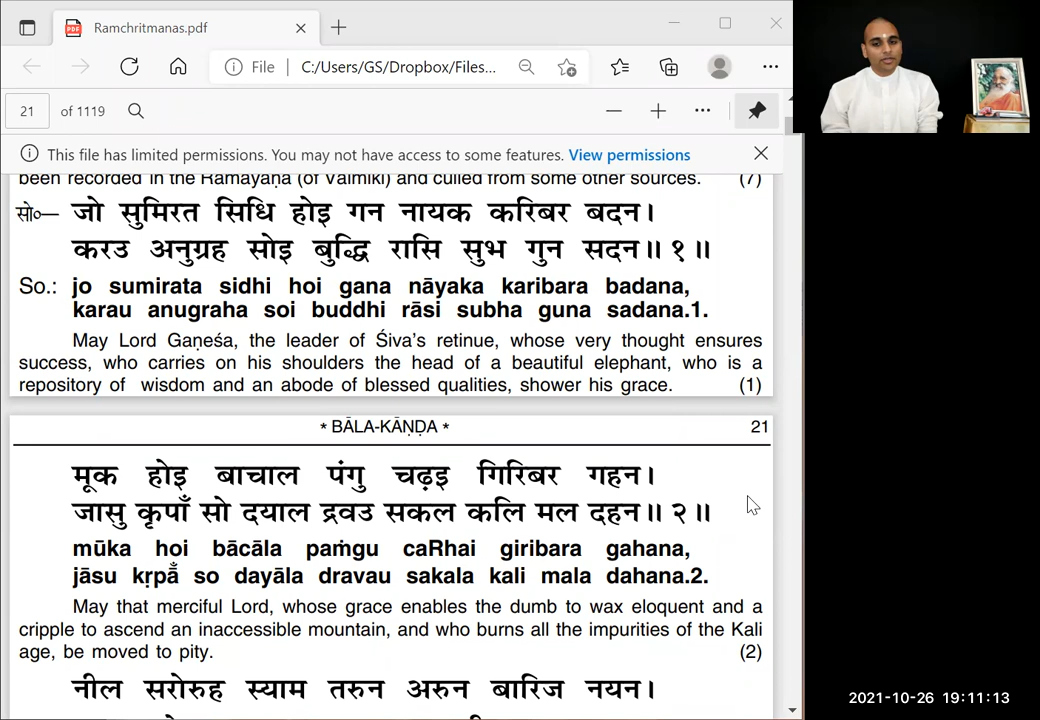 Ramchritmanas.pdf
File C:/Users/GS/Dropbox/Files...
21 of 1119
This file has limited permissions. You may not have access to some features. View permissions
been recorded in the Rāmāyaṇa (of Vālmīki) and culled from some other sources. (7)
सो०— जो सुमिरत सिधि होइ गन नायक करिबर बदन।
करउ अनुग्रह सोइ बुद्धि रासि सुभ गुन सदन॥ १॥
So.: jo sumirata sidhi hoi gana nāyaka karibara badana,
karau anugraha soi buddhi rāsi subha guna sadana.1.
May Lord Gaṇeśa, the leader of Śiva's retinue, whose very thought ensures
success, who carries on his shoulders the head of a beautiful elephant, who is a
repository of wisdom and an abode of blessed qualities, shower his grace. (1)
* BĀLA-KĀṆḌA * 21
मूक होइ बाचाल पंगु चढ़इ गिरिबर गहन।
जासु कृपाँ सो दयाल द्रवउ सकल कलि मल दहन॥ २॥
mūka hoi bācāla paṁgu caRhai giribara gahana,
jāsu kṛpā̐ so dayāla dravau sakala kali mala dahana.2.
May that merciful Lord, whose grace enables the dumb to wax eloquent and a
cripple to ascend an inaccessible mountain, and who burns all the impurities of the Kali
age, be moved to pity. (2)
नील सरोरुह स्याम तरुन अरुन बारिज नयन।
2021-10-26 19:11:13